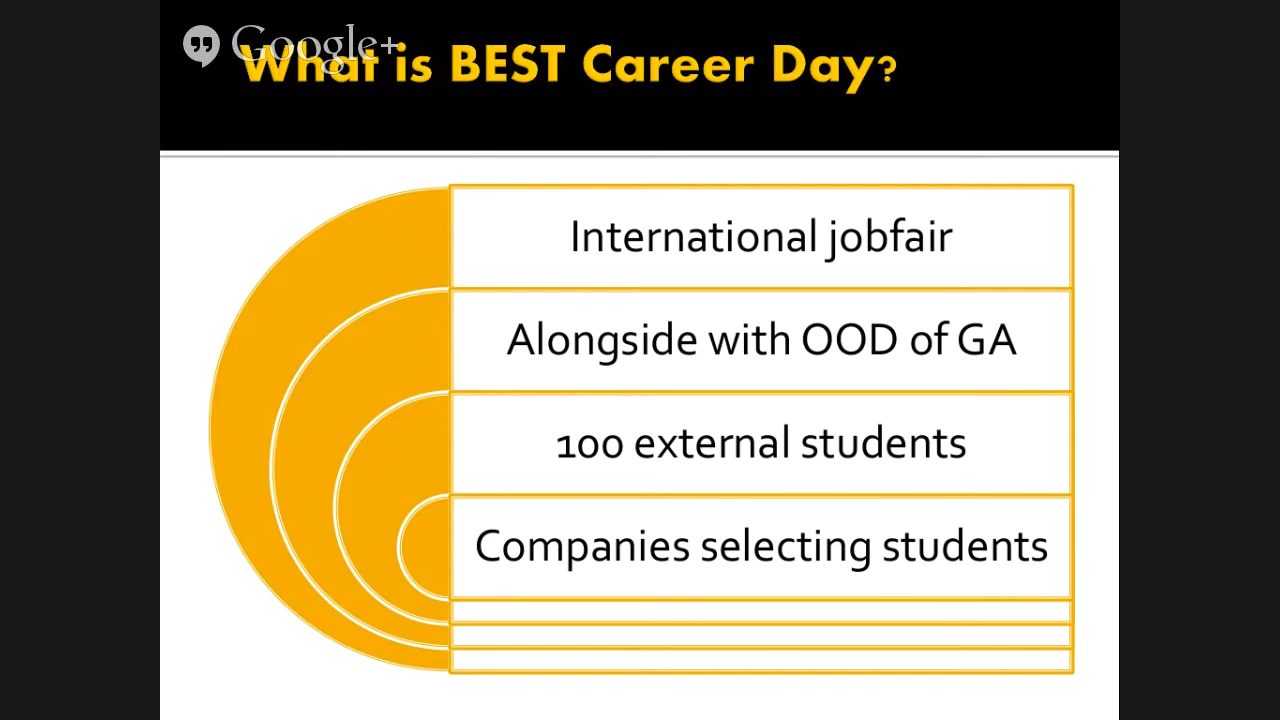 Google+
What is BEST Career Day?
International jobfair
Alongside with OOD of GA
100 external students
Companies selecting students